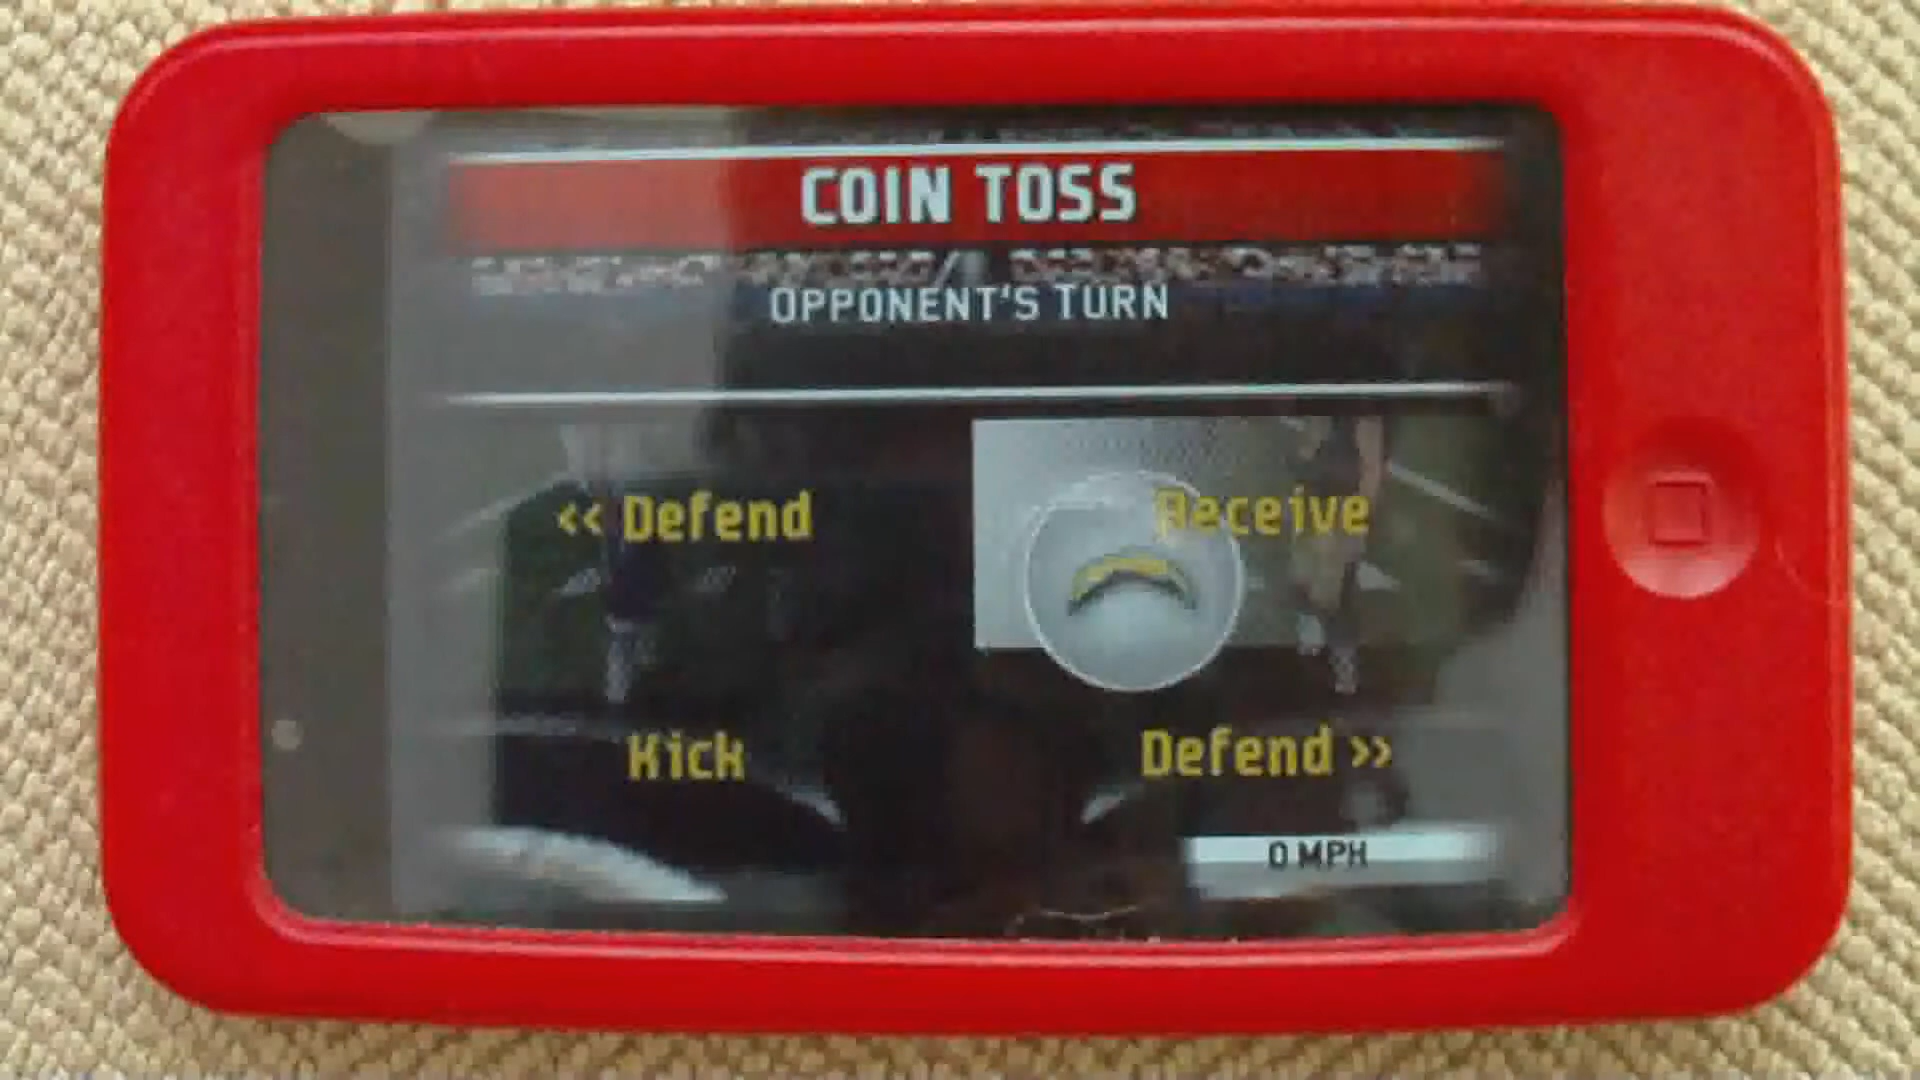 COIN TOSS
OPPONENT'S TURN
<< Defend
Receive
Kick
Defend >>
0 MPH